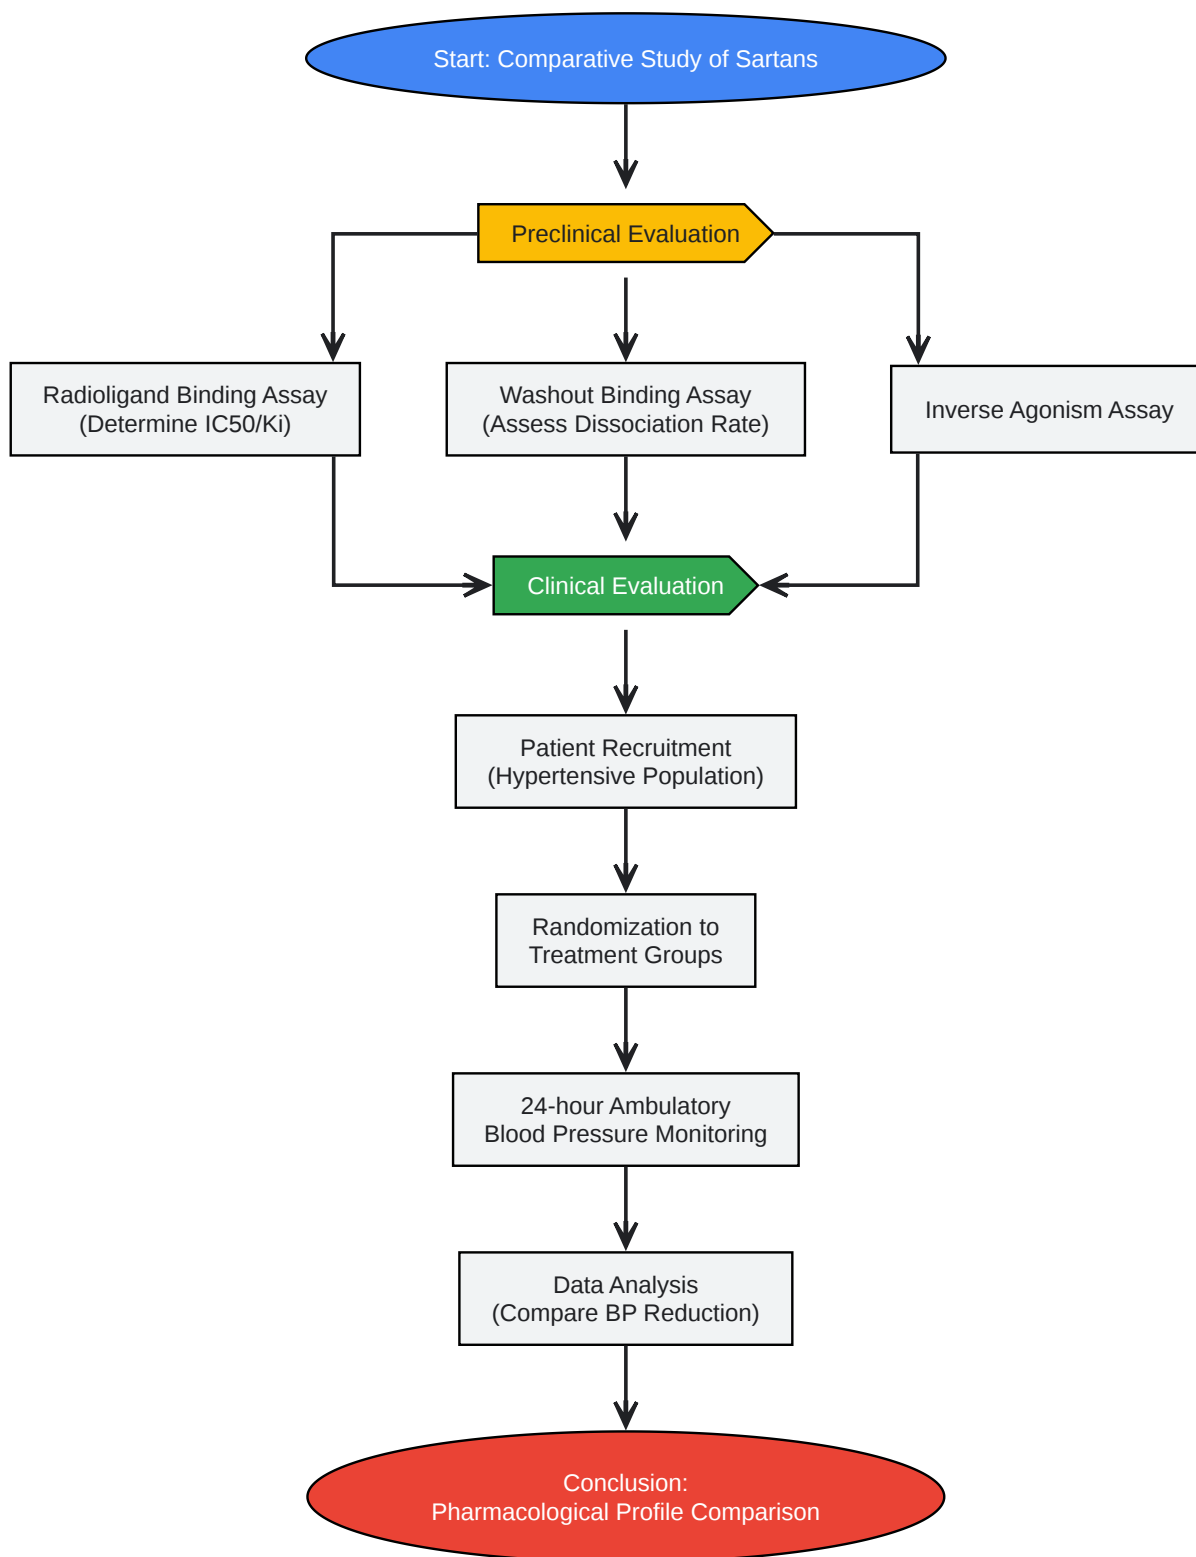 Start: Comparative Study of Sartans
Preclinical Evaluation
Radioligand Binding Assay
(Determine IC50/Ki)
Washout Binding Assay
(Assess Dissociation Rate)
Inverse Agonism Assay
Clinical Evaluation
Patient Recruitment
(Hypertensive Population)
Randomization to
Treatment Groups
24-hour Ambulatory
Blood Pressure Monitoring
Data Analysis
(Compare BP Reduction)
Conclusion:
Pharmacological Profile Comparison